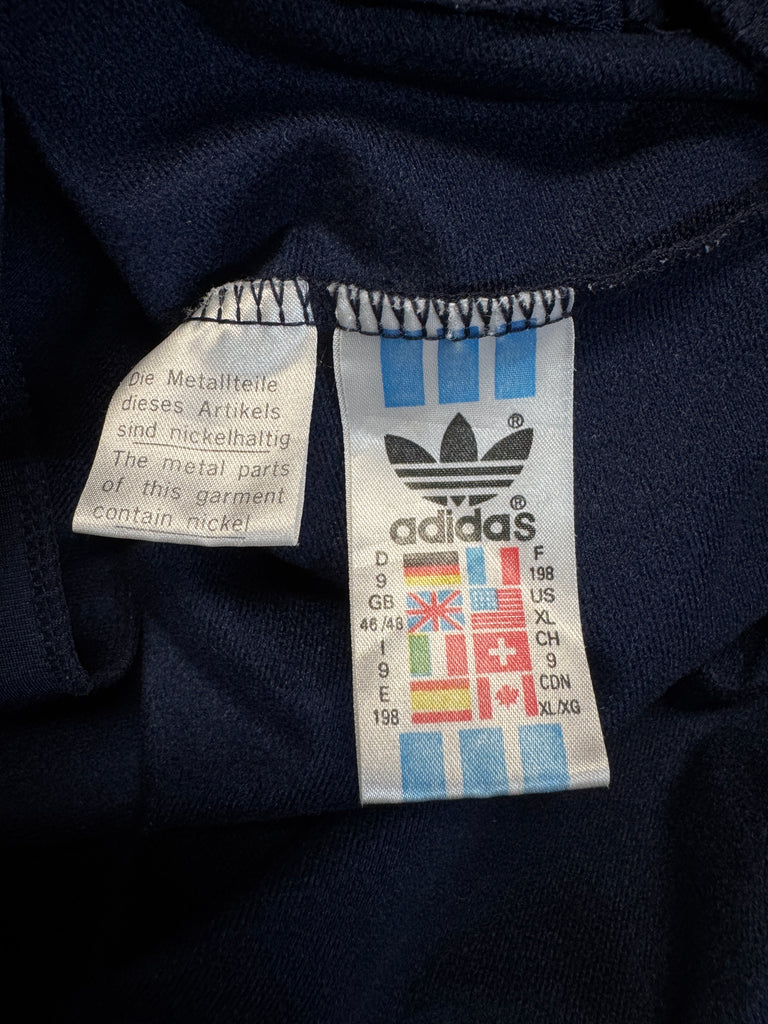 Die Metallteile
dieses Artikels
sind nickelhaltig
The metal parts
of this garment
contain nickel
®
®
adidas
D
9
F
198
GB
46/48
US
XL
I
9
CH
9
E
198
CDN
XL/XG